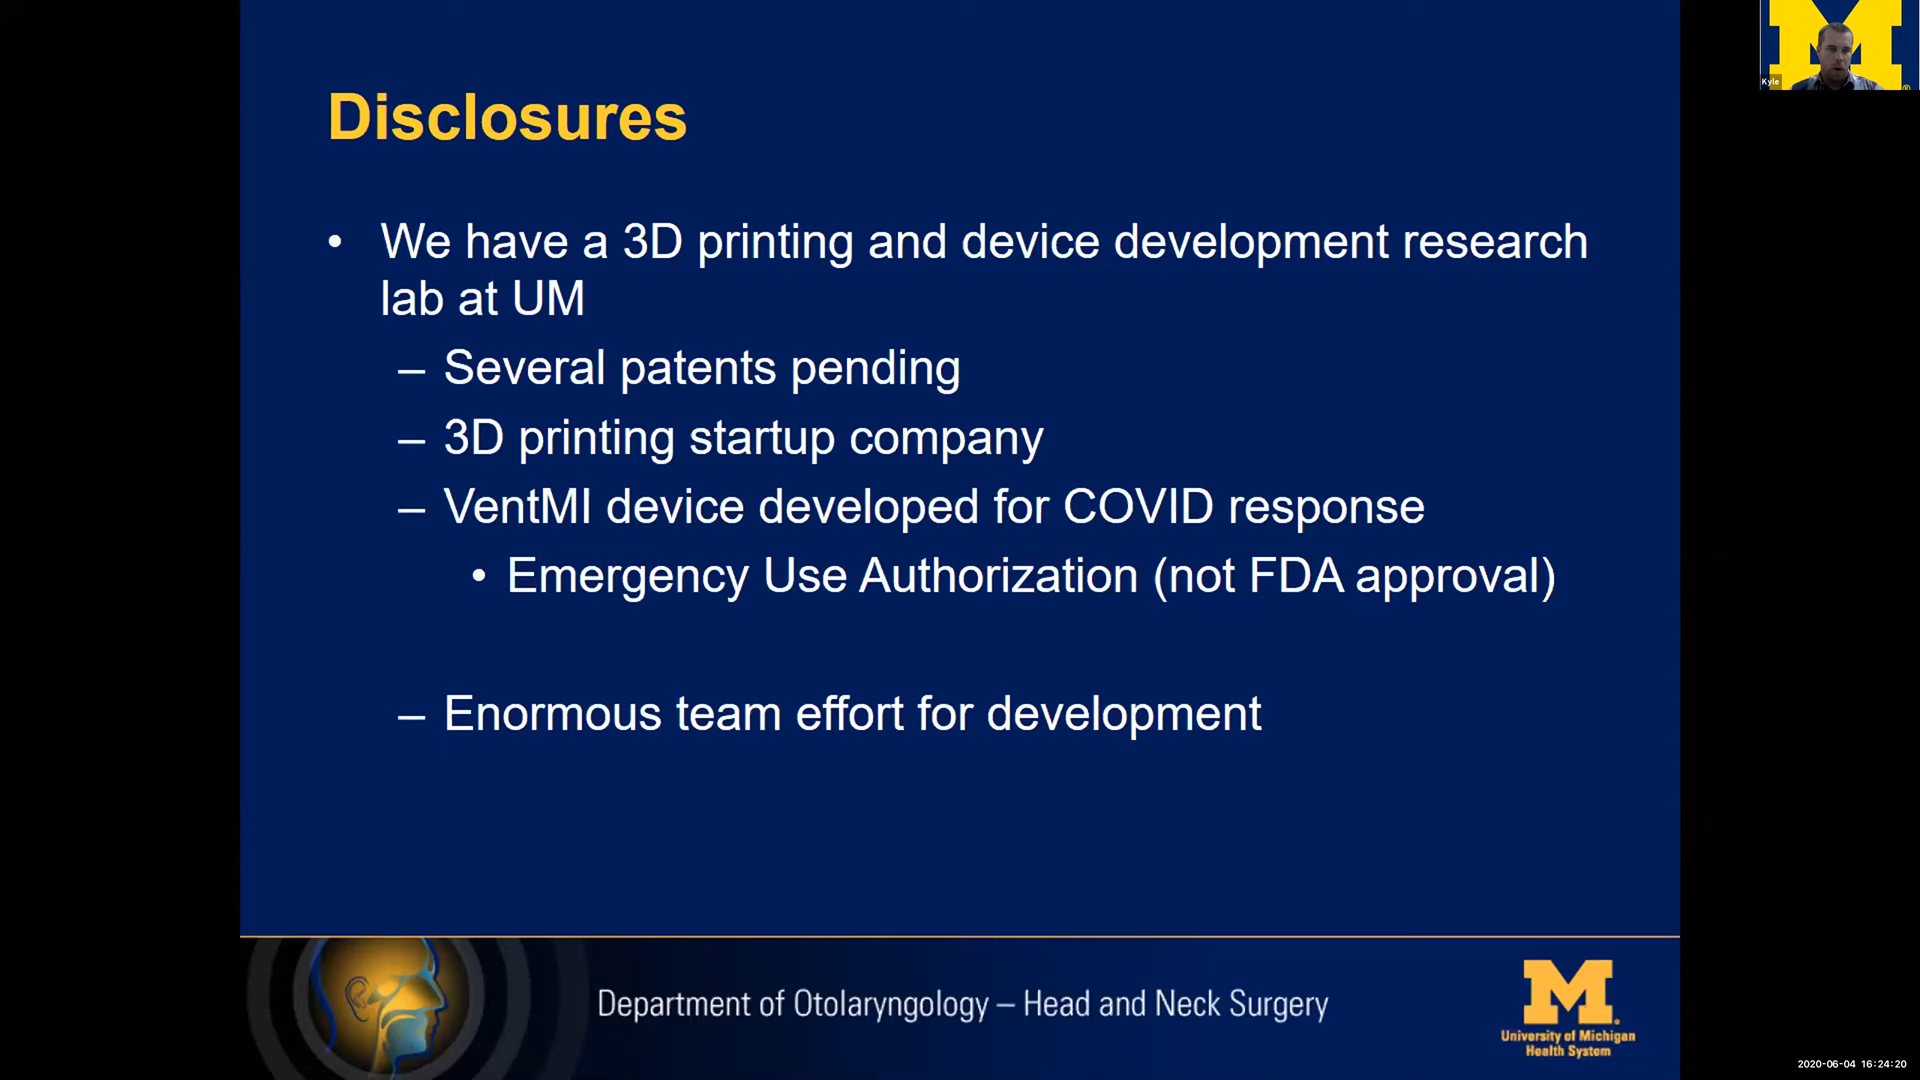 Disclosures
• We have a 3D printing and device development research
lab at UM
– Several patents pending
– 3D printing startup company
– VentMI device developed for COVID response
• Emergency Use Authorization (not FDA approval)
– Enormous team effort for development
Department of Otolaryngology – Head and Neck Surgery
M
University of Michigan
Health System
M
Kyle
2020-06-04 16:24:20